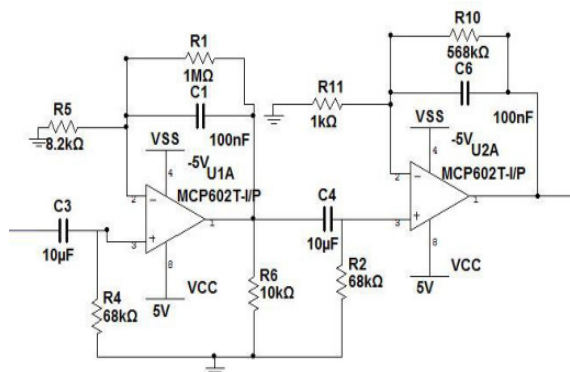 R1
1MΩ
C1
100nF
R5
8.2kΩ
VSS
-5V
4
U1A
MCP602T-I/P
2
3
1
8
C3
10µF
R4
68kΩ
VCC
5V
R6
10kΩ
C4
10µF
R2
68kΩ
R10
568kΩ
C6
100nF
R11
1kΩ
VSS
-5V
4
U2A
MCP602T-I/P
2
3
1
8
VCC
5V